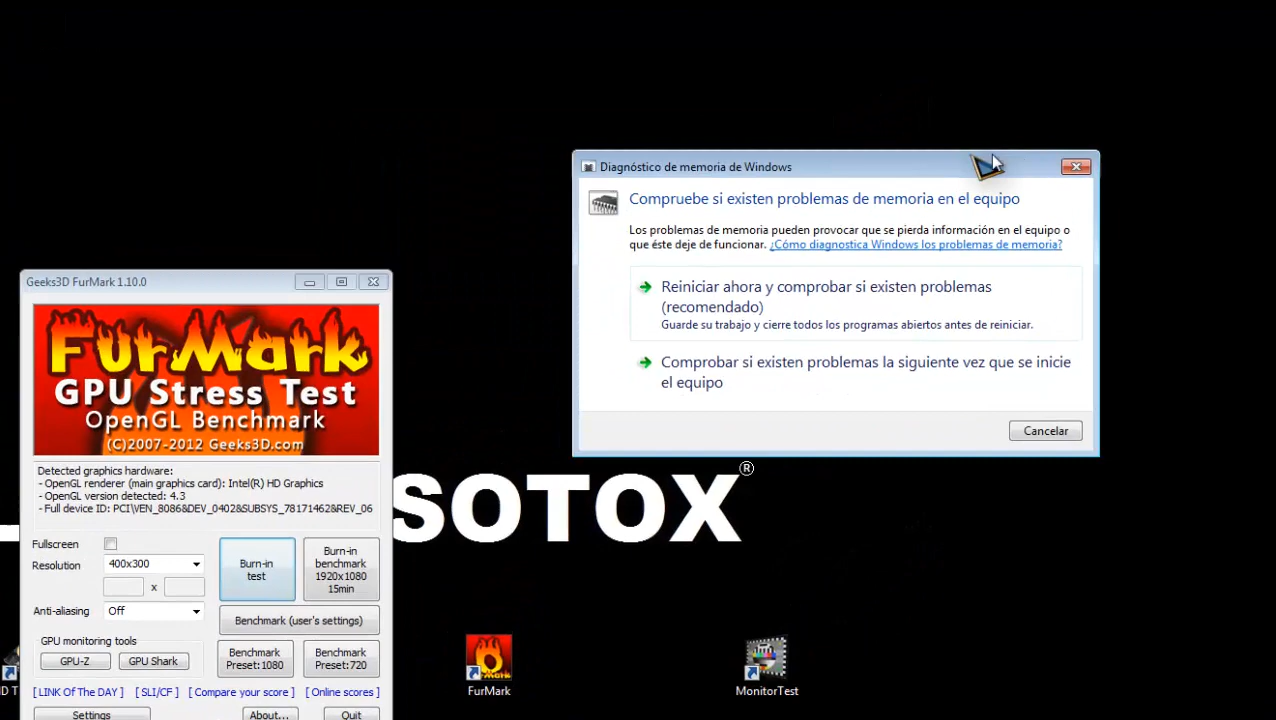 Diagnóstico de memoria de Windows
Compruebe si existen problemas de memoria en el equipo
Los problemas de memoria pueden provocar que se pierda información en el equipo o
que éste deje de funcionar. ¿Cómo diagnostica Windows los problemas de memoria?
Reiniciar ahora y comprobar si existen problemas
(recomendado)
Guarde su trabajo y cierre todos los programas abiertos antes de reiniciar.
Comprobar si existen problemas la siguiente vez que se inicie
el equipo
Cancelar
Geeks3D FurMark 1.10.0
FurMark
GPU Stress Test
OpenGL Benchmark
(C)2007-2012 Geeks3D.com
Detected graphics hardware:
- OpenGL renderer (main graphics card): Intel(R) HD Graphics
- OpenGL version detected: 4.3
- Full device ID: PCI\VEN_8086&DEV_0402&SUBSYS_78171462&REV_06
Fullscreen
Resolution 400x300
x
Anti-aliasing Off
Burn-in
test
Burn-in
benchmark
1920x1080
15min
Benchmark (user's settings)
GPU monitoring tools
GPU-Z GPU Shark
Benchmark
Preset:1080
Benchmark
Preset:720
[ LINK Of The DAY ] [ SLI/CF ] [ Compare your score ] [ Online scores ]
Settings About... Quit
SOTOX®
D T
FurMark
MonitorTest